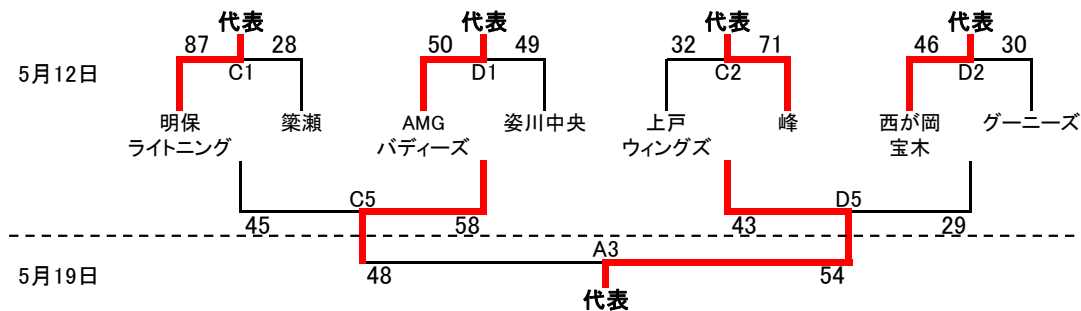 代表 代表 代表 代表
87 28 50 49 32 71 46 30
5月12日 C1 D1 C2 D2
明保 簗瀬 AMG 姿川中央 上戸 峰 西が岡 グーニーズ
ライトニング バディーズ ウィングズ 宝木
C5 D5
45 58 43 29
A3
5月19日 48 54
代表